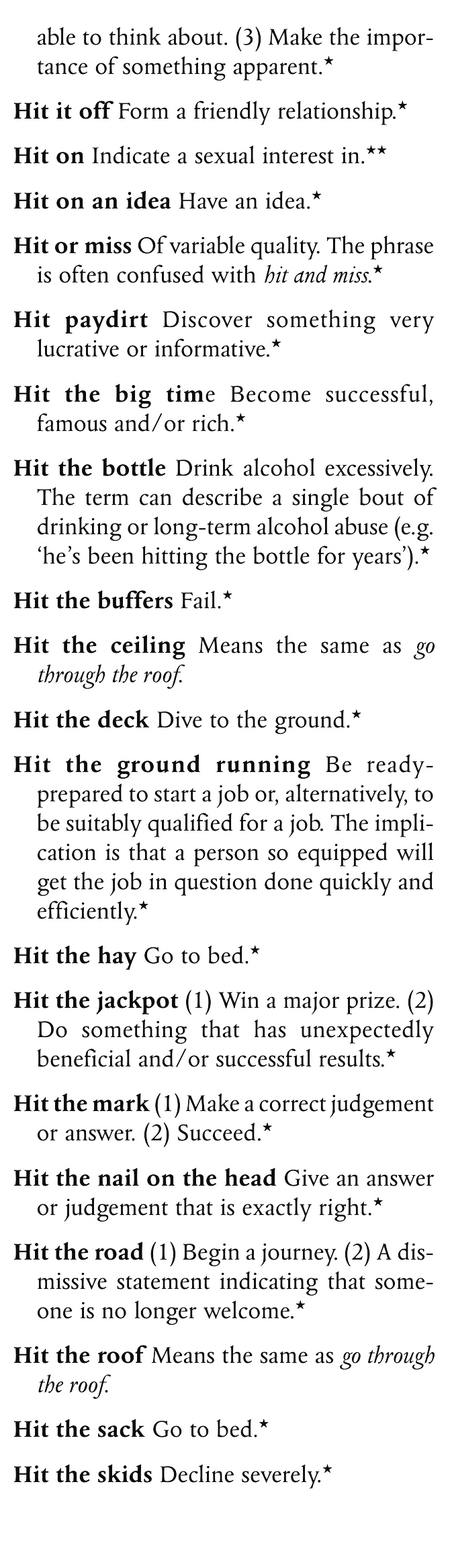 able to think about. (3) Make the impor-
tance of something apparent.★
Hit it off Form a friendly relationship.★
Hit on Indicate a sexual interest in.★★
Hit on an idea Have an idea.★
Hit or miss Of variable quality. The phrase
is often confused with hit and miss.★
Hit paydirt Discover something very
lucrative or informative.★
Hit the big time Become successful,
famous and/or rich.★
Hit the bottle Drink alcohol excessively.
The term can describe a single bout of
drinking or long-term alcohol abuse (e.g.
‘he’s been hitting the bottle for years’).★
Hit the buffers Fail.★
Hit the ceiling Means the same as go
through the roof.
Hit the deck Dive to the ground.★
Hit the ground running Be ready-
prepared to start a job or, alternatively, to
be suitably qualified for a job. The impli-
cation is that a person so equipped will
get the job in question done quickly and
efficiently.★
Hit the hay Go to bed.★
Hit the jackpot (1) Win a major prize. (2)
Do something that has unexpectedly
beneficial and/or successful results.★
Hit the mark (1) Make a correct judgement
or answer. (2) Succeed.★
Hit the nail on the head Give an answer
or judgement that is exactly right.★
Hit the road (1) Begin a journey. (2) A dis-
missive statement indicating that some-
one is no longer welcome.★
Hit the roof Means the same as go through
the roof.
Hit the sack Go to bed.★
Hit the skids Decline severely.★